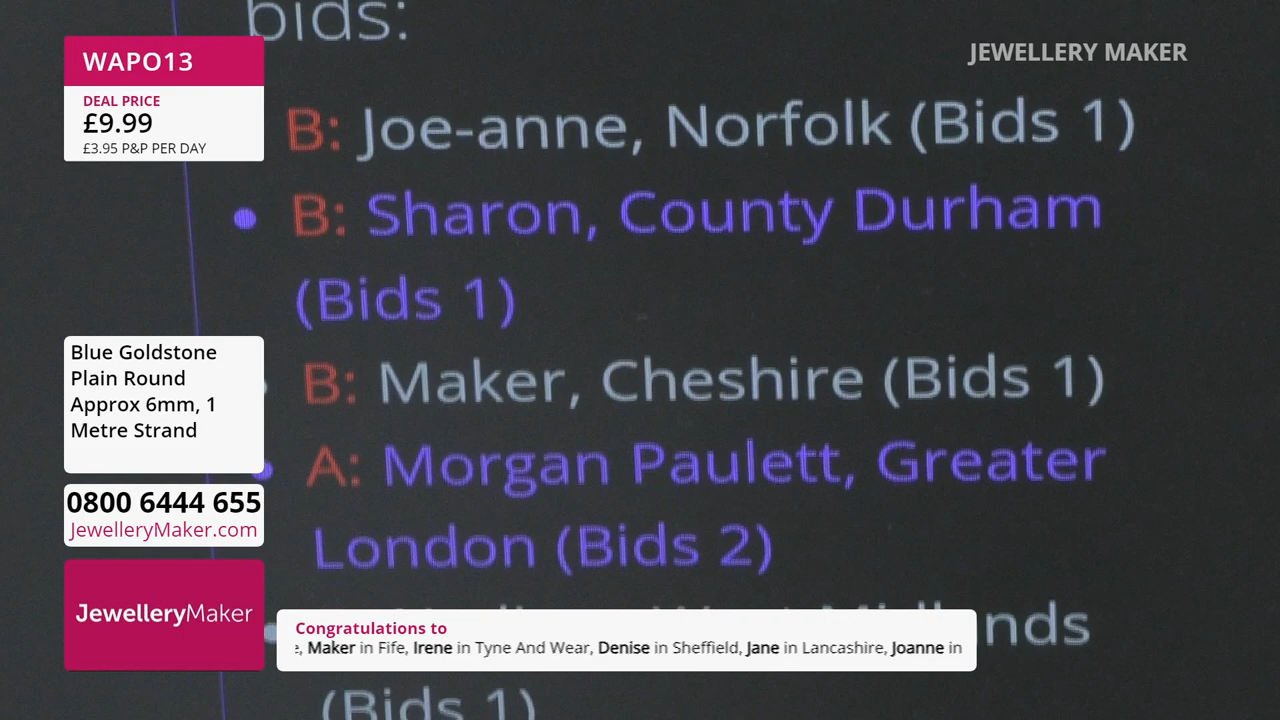 bids:
WAPO13
JEWELLERY MAKER
DEAL PRICE
£9.99
£3.95 P&P PER DAY
B: Joe-anne, Norfolk (Bids 1)
B: Sharon, County Durham
(Bids 1)
B: Maker, Cheshire (Bids 1)
A: Morgan Paulett, Greater
London (Bids 2)
Blue Goldstone
Plain Round
Approx 6mm, 1
Metre Strand
0800 6444 655
JewelleryMaker.com
JewelleryMaker
Congratulations to
, Maker in Fife, Irene in Tyne And Wear, Denise in Sheffield, Jane in Lancashire, Joanne in
(Bids 1)